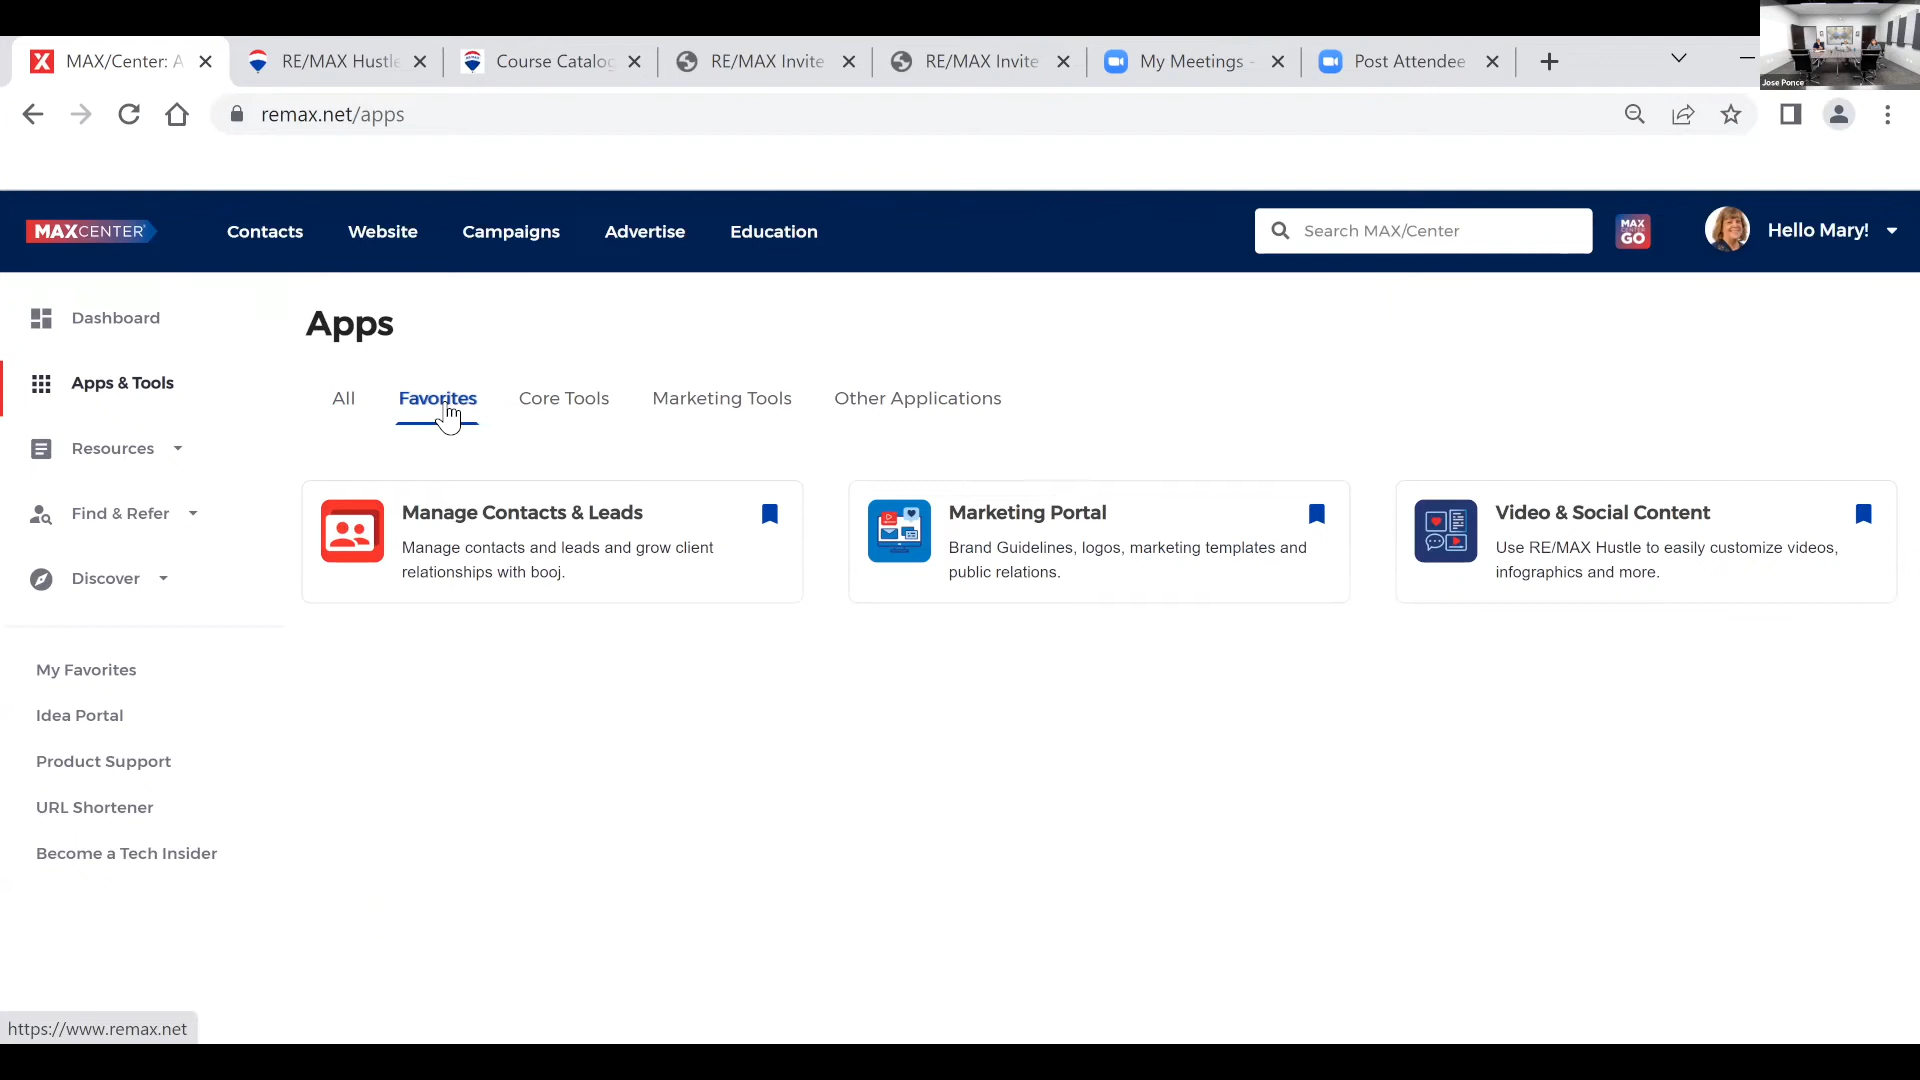 MAX/Center: A
RE/MAX Hustle
Course Catalog
RE/MAX Invite
RE/MAX Invite
My Meetings -
Post Attendee
Jose Ponce
remax.net/apps
MAXCENTER
Contacts
Website
Campaigns
Advertise
Education
Search MAX/Center
MAX CENTER GO
Hello Mary!
Dashboard
Apps & Tools
Resources
Find & Refer
Discover
My Favorites
Idea Portal
Product Support
URL Shortener
Become a Tech Insider
Apps
All
Favorites
Core Tools
Marketing Tools
Other Applications
Manage Contacts & Leads
Manage contacts and leads and grow client
relationships with booj.
Marketing Portal
Brand Guidelines, logos, marketing templates and
public relations.
Video & Social Content
Use RE/MAX Hustle to easily customize videos,
infographics and more.
https://www.remax.net